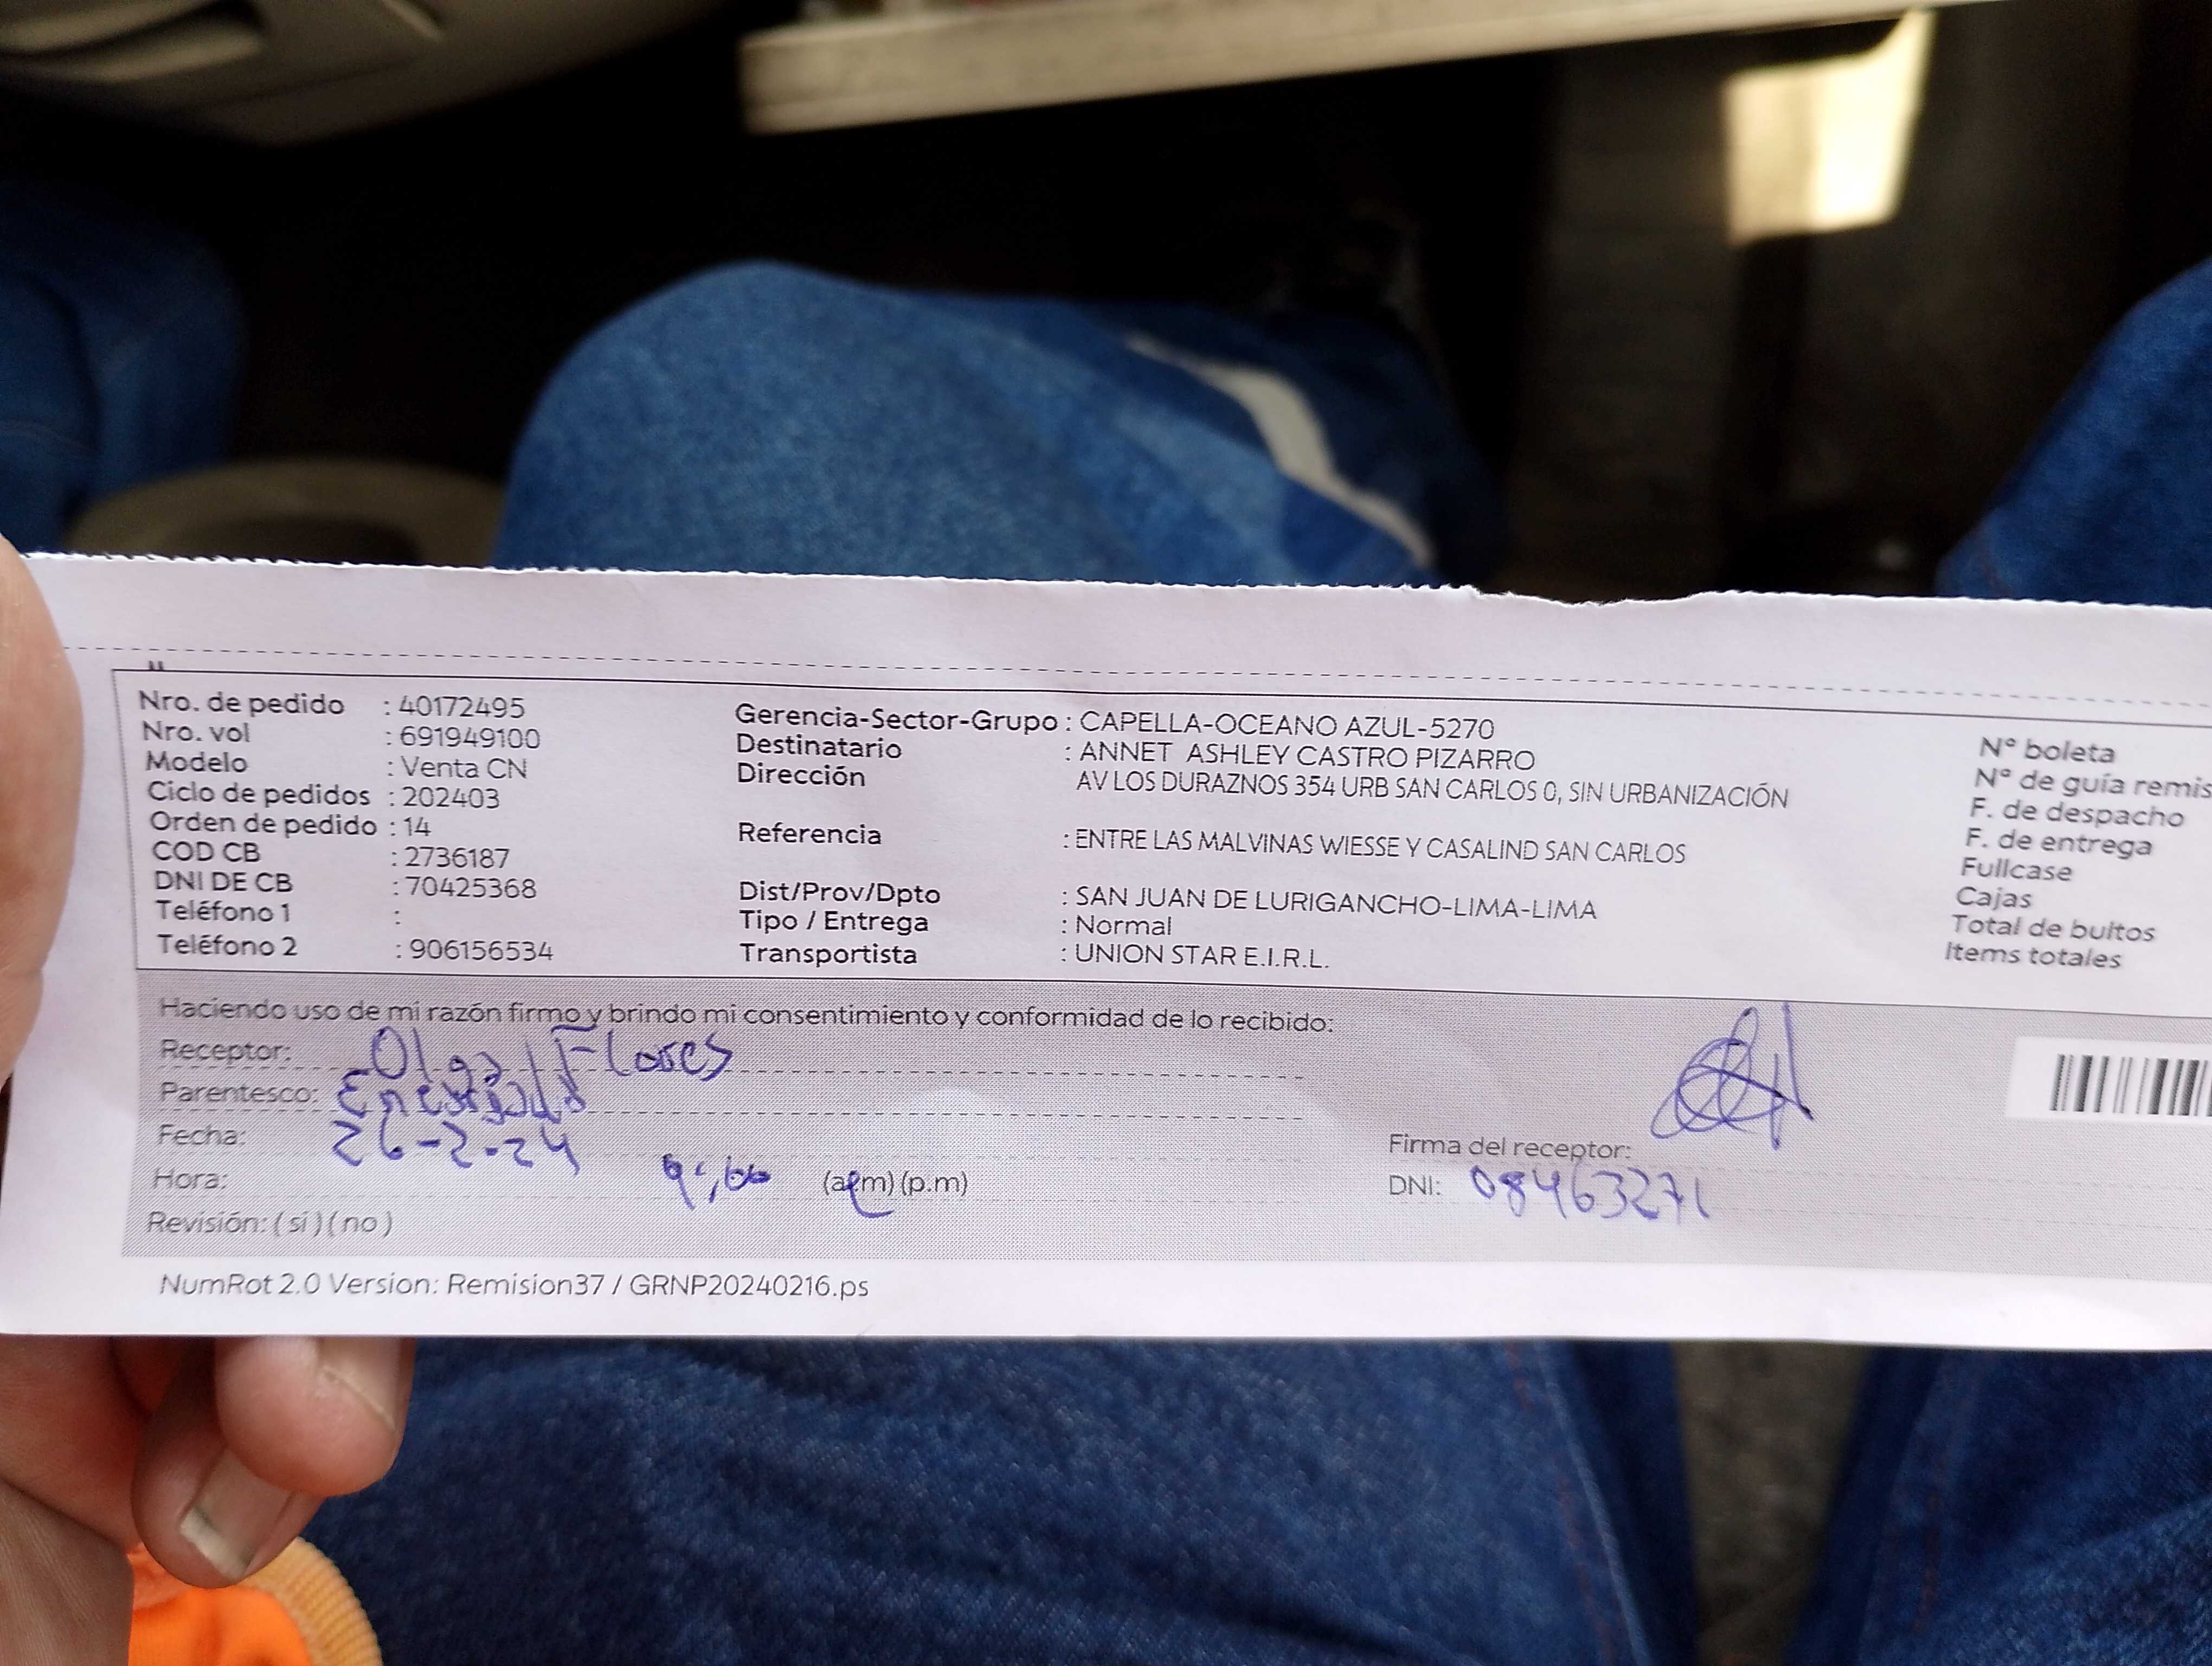 Nro. de pedido : 40172495
Nro. vol : 691949100
Modelo : Venta CN
Ciclo de pedidos : 202403
Orden de pedido : 14
COD CB : 2736187
DNI DE CB : 70425368
Teléfono 1 :
Teléfono 2 : 906156534
Gerencia-Sector-Grupo : CAPELLA-OCEANO AZUL-5270
Destinatario : ANNET ASHLEY CASTRO PIZARRO
Dirección AV LOS DURAZNOS 354 URB SAN CARLOS 0, SIN URBANIZACIÓN
Referencia : ENTRE LAS MALVINAS WIESSE Y CASALIND SAN CARLOS
Dist/Prov/Dpto : SAN JUAN DE LURIGANCHO-LIMA-LIMA
Tipo / Entrega : Normal
Transportista : UNION STAR E.I.R.L.
N° boleta
N° de guía remis
F. de despacho
F. de entrega
Fullcase
Cajas
Total de bultos
Items totales
Haciendo uso de mi razón firmo y brindo mi consentimiento y conformidad de lo recibido:
Receptor: Olga Flores
Parentesco:
Fecha: 26-2-24
Hora: (a.m) (p.m)
Revisión: ( si ) ( no )
Firma del receptor:
DNI: 08463271
NumRot 2.0 Version: Remision37 / GRNP20240216.ps